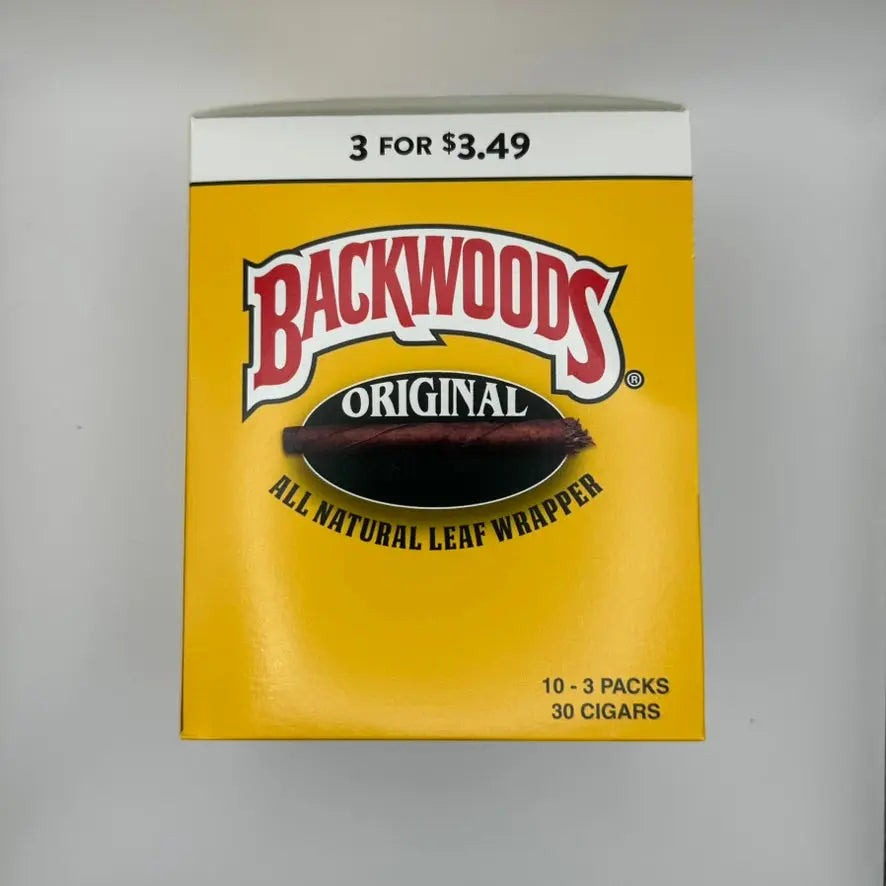 3 FOR $3.49
BACKWOODS®
ORIGINAL
ALL NATURAL LEAF WRAPPER
10 - 3 PACKS
30 CIGARS